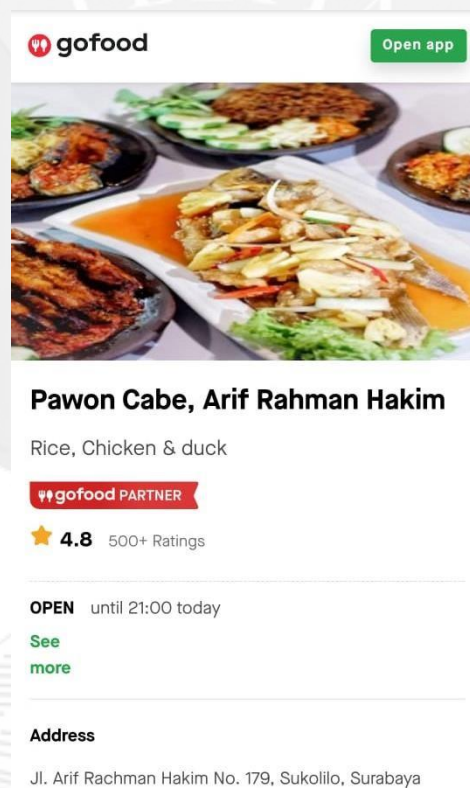 gofood
Open app
Pawon Cabe, Arif Rahman Hakim
Rice, Chicken & duck
gofood PARTNER
4.8 500+ Ratings
OPEN until 21:00 today
See
more
Address
Jl. Arif Rachman Hakim No. 179, Sukolilo, Surabaya